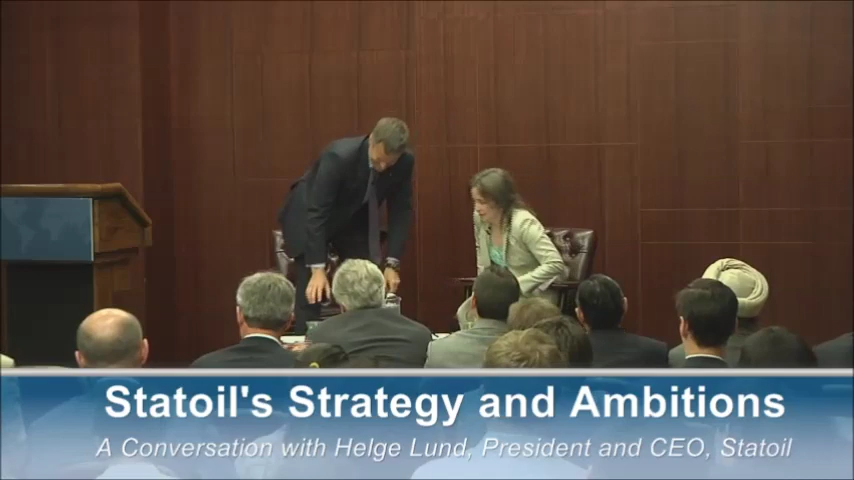 Statoil's Strategy and Ambitions
A Conversation with Helge Lund, President and CEO, Statoil